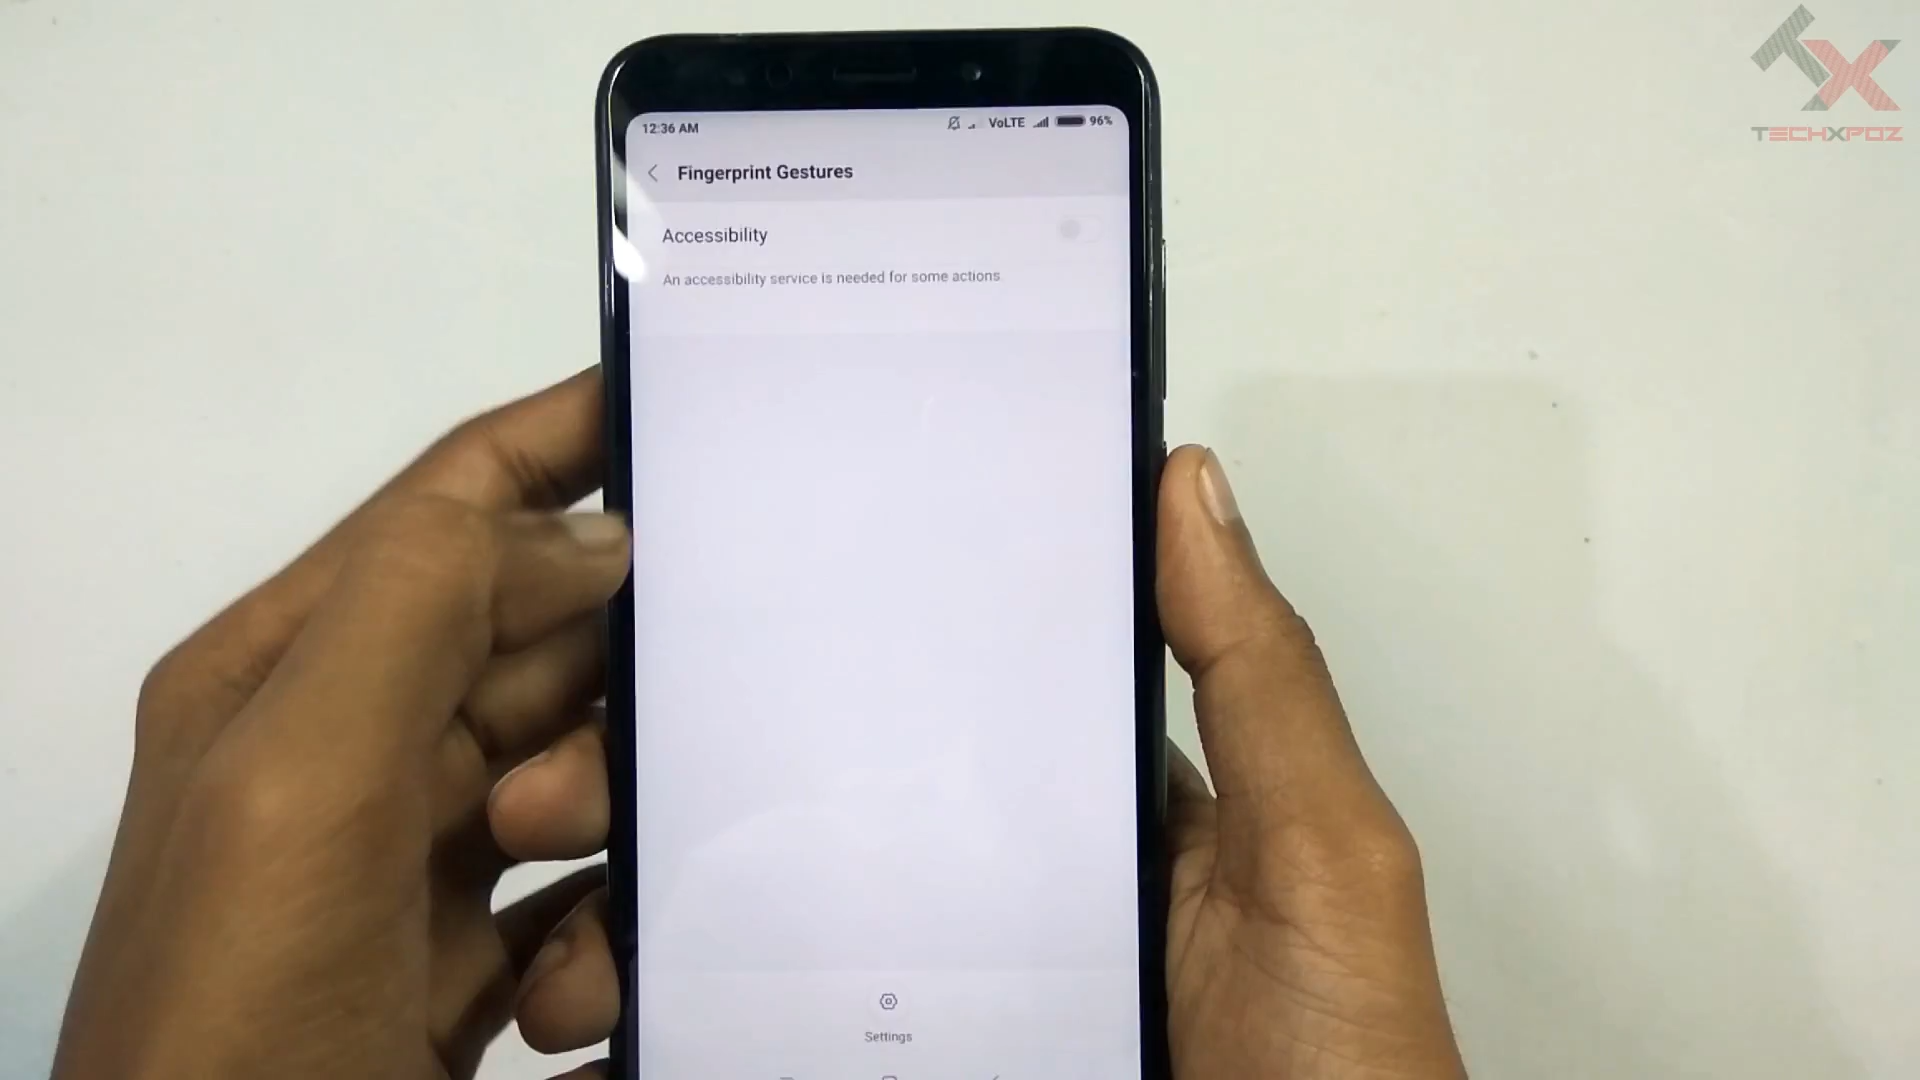 TECHXPOZ
12:36 AM VoLTE 96%
Fingerprint Gestures
Accessibility
An accessibility service is needed for some actions.
Settings